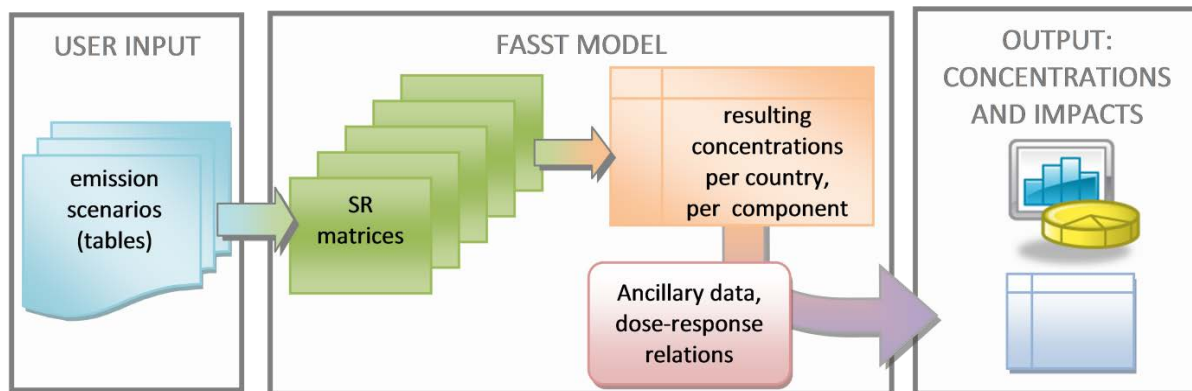 USER INPUT
emission
scenarios
(tables)
FASST MODEL
SR
matrices
resulting
concentrations
per country,
per component
Ancillary data,
dose-response
relations
OUTPUT:
CONCENTRATIONS
AND IMPACTS